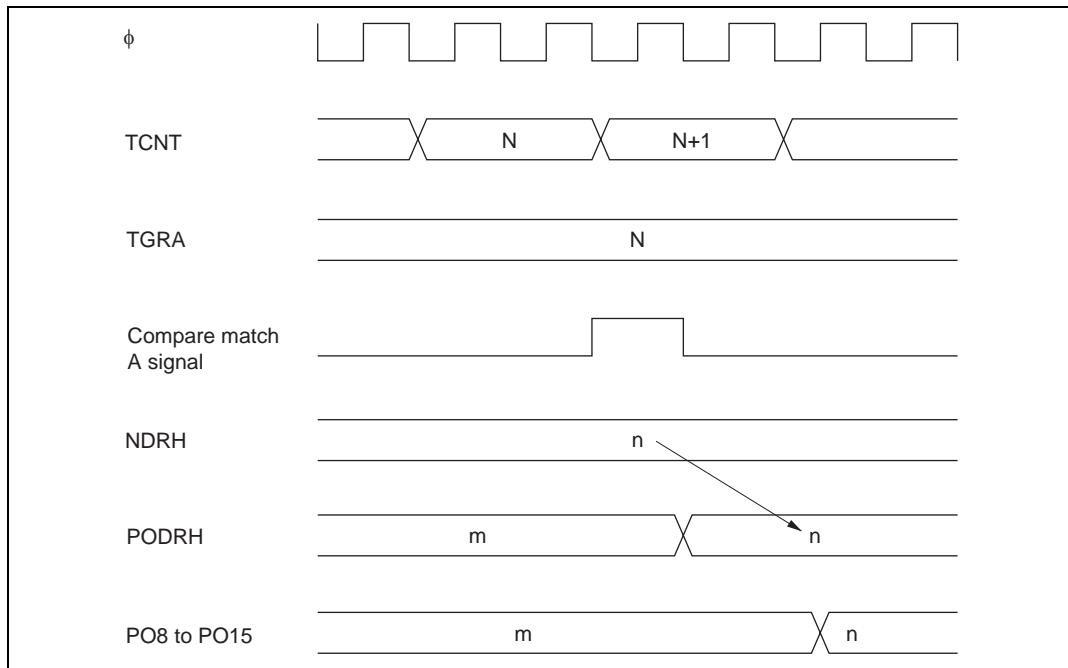 ϕ
TCNT
N
N+1
TGRA
N
Compare match
A signal
NDRH
n
PODRH
m
n
PO8 to PO15
m
n